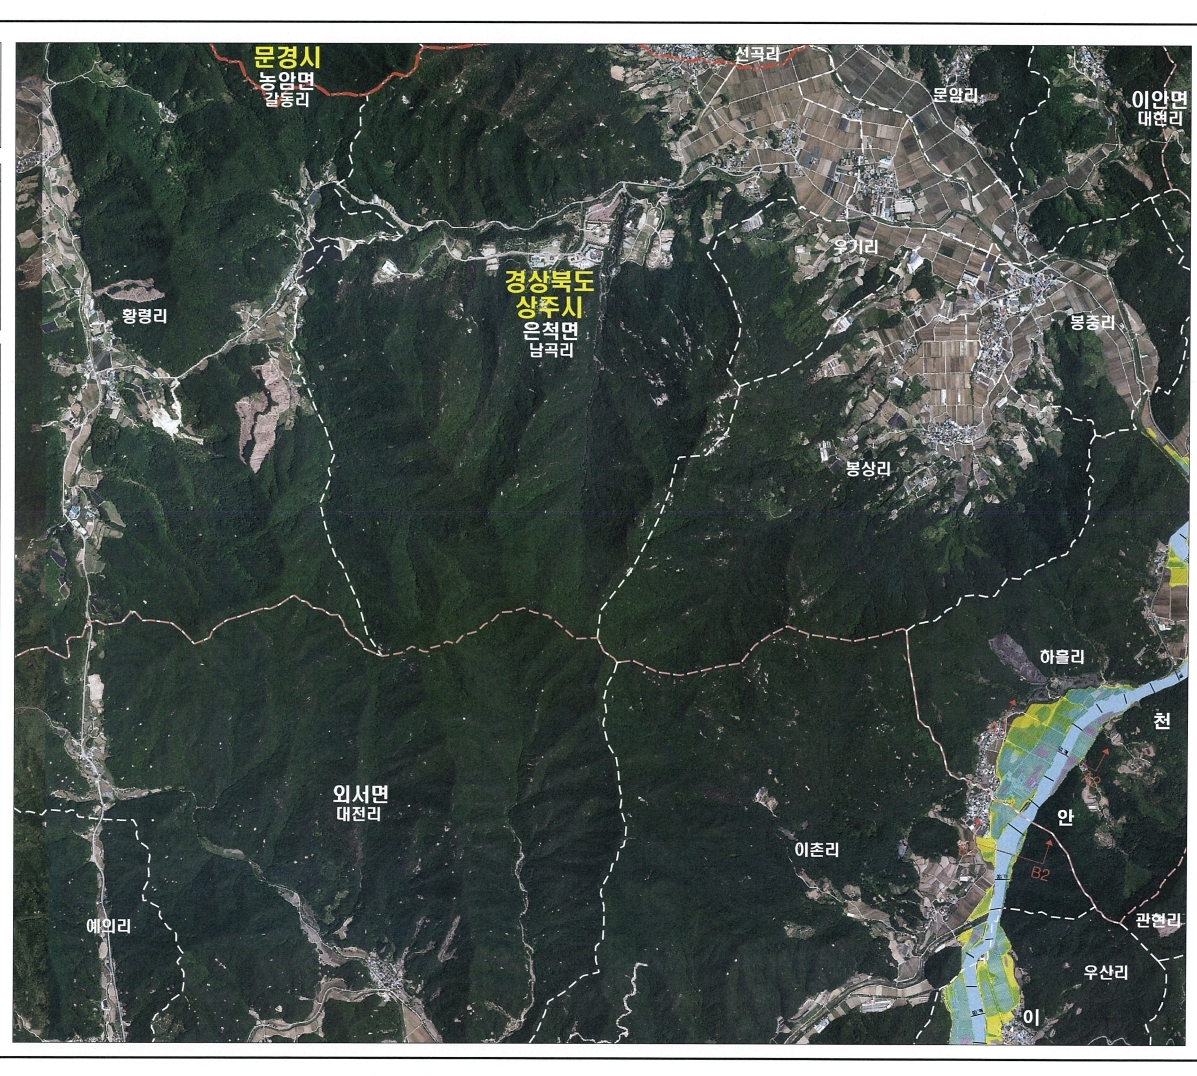 문경시
농암면
갈동리
선곡리
문암리
이안면
대현리
우기리
경상북도
상주시
은척면
남곡리
황령리
봉중리
봉상리
하흘리
천
외서면
대전리
안
이촌리
B2
예의리
관현리
우산리
이